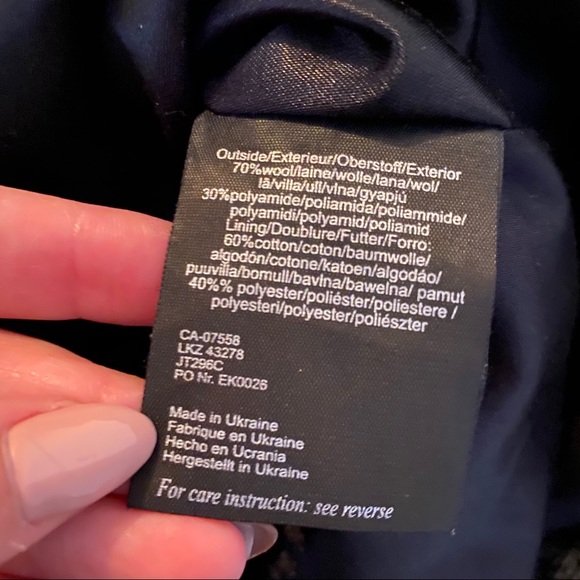 Outside/Exterieur/Oberstoff/Exterior
70%wool/laine/wolle/lana/wol/
lã/villa/ull/vlna/gyapjú
30%polyamide/poliamida/poliammide/
polyamidi/polyamid/poliamid
Lining/Doublure/Futter/Forro:
60%cotton/coton/baumwolle/
algodón/cotone/katoen/algodáo/
puuvilla/bomull/bavlna/bawelna/ pamut
40%% polyester/poliéster/poliestere /
polyesteri/polyester/poliészter
CA-07558
LKZ 43278
JT296C
PO Nr. EK0026
Made in Ukraine
Fabrique en Ukraine
Hecho en Ucrania
Hergestellt in Ukraine
For care instruction: see reverse